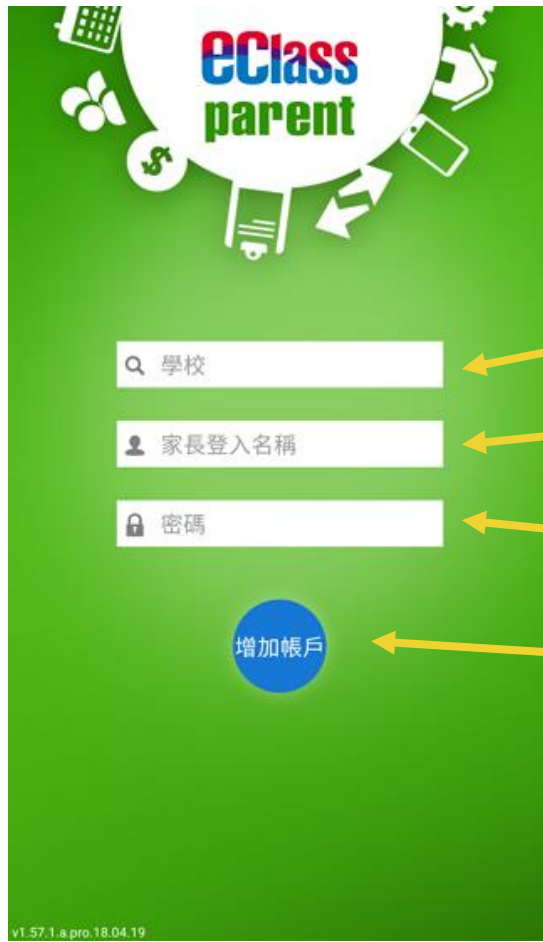 eClass
parent
$
學校
家長登入名稱
密碼
增加帳戶
v1.57.1.a.pro.18.04.19